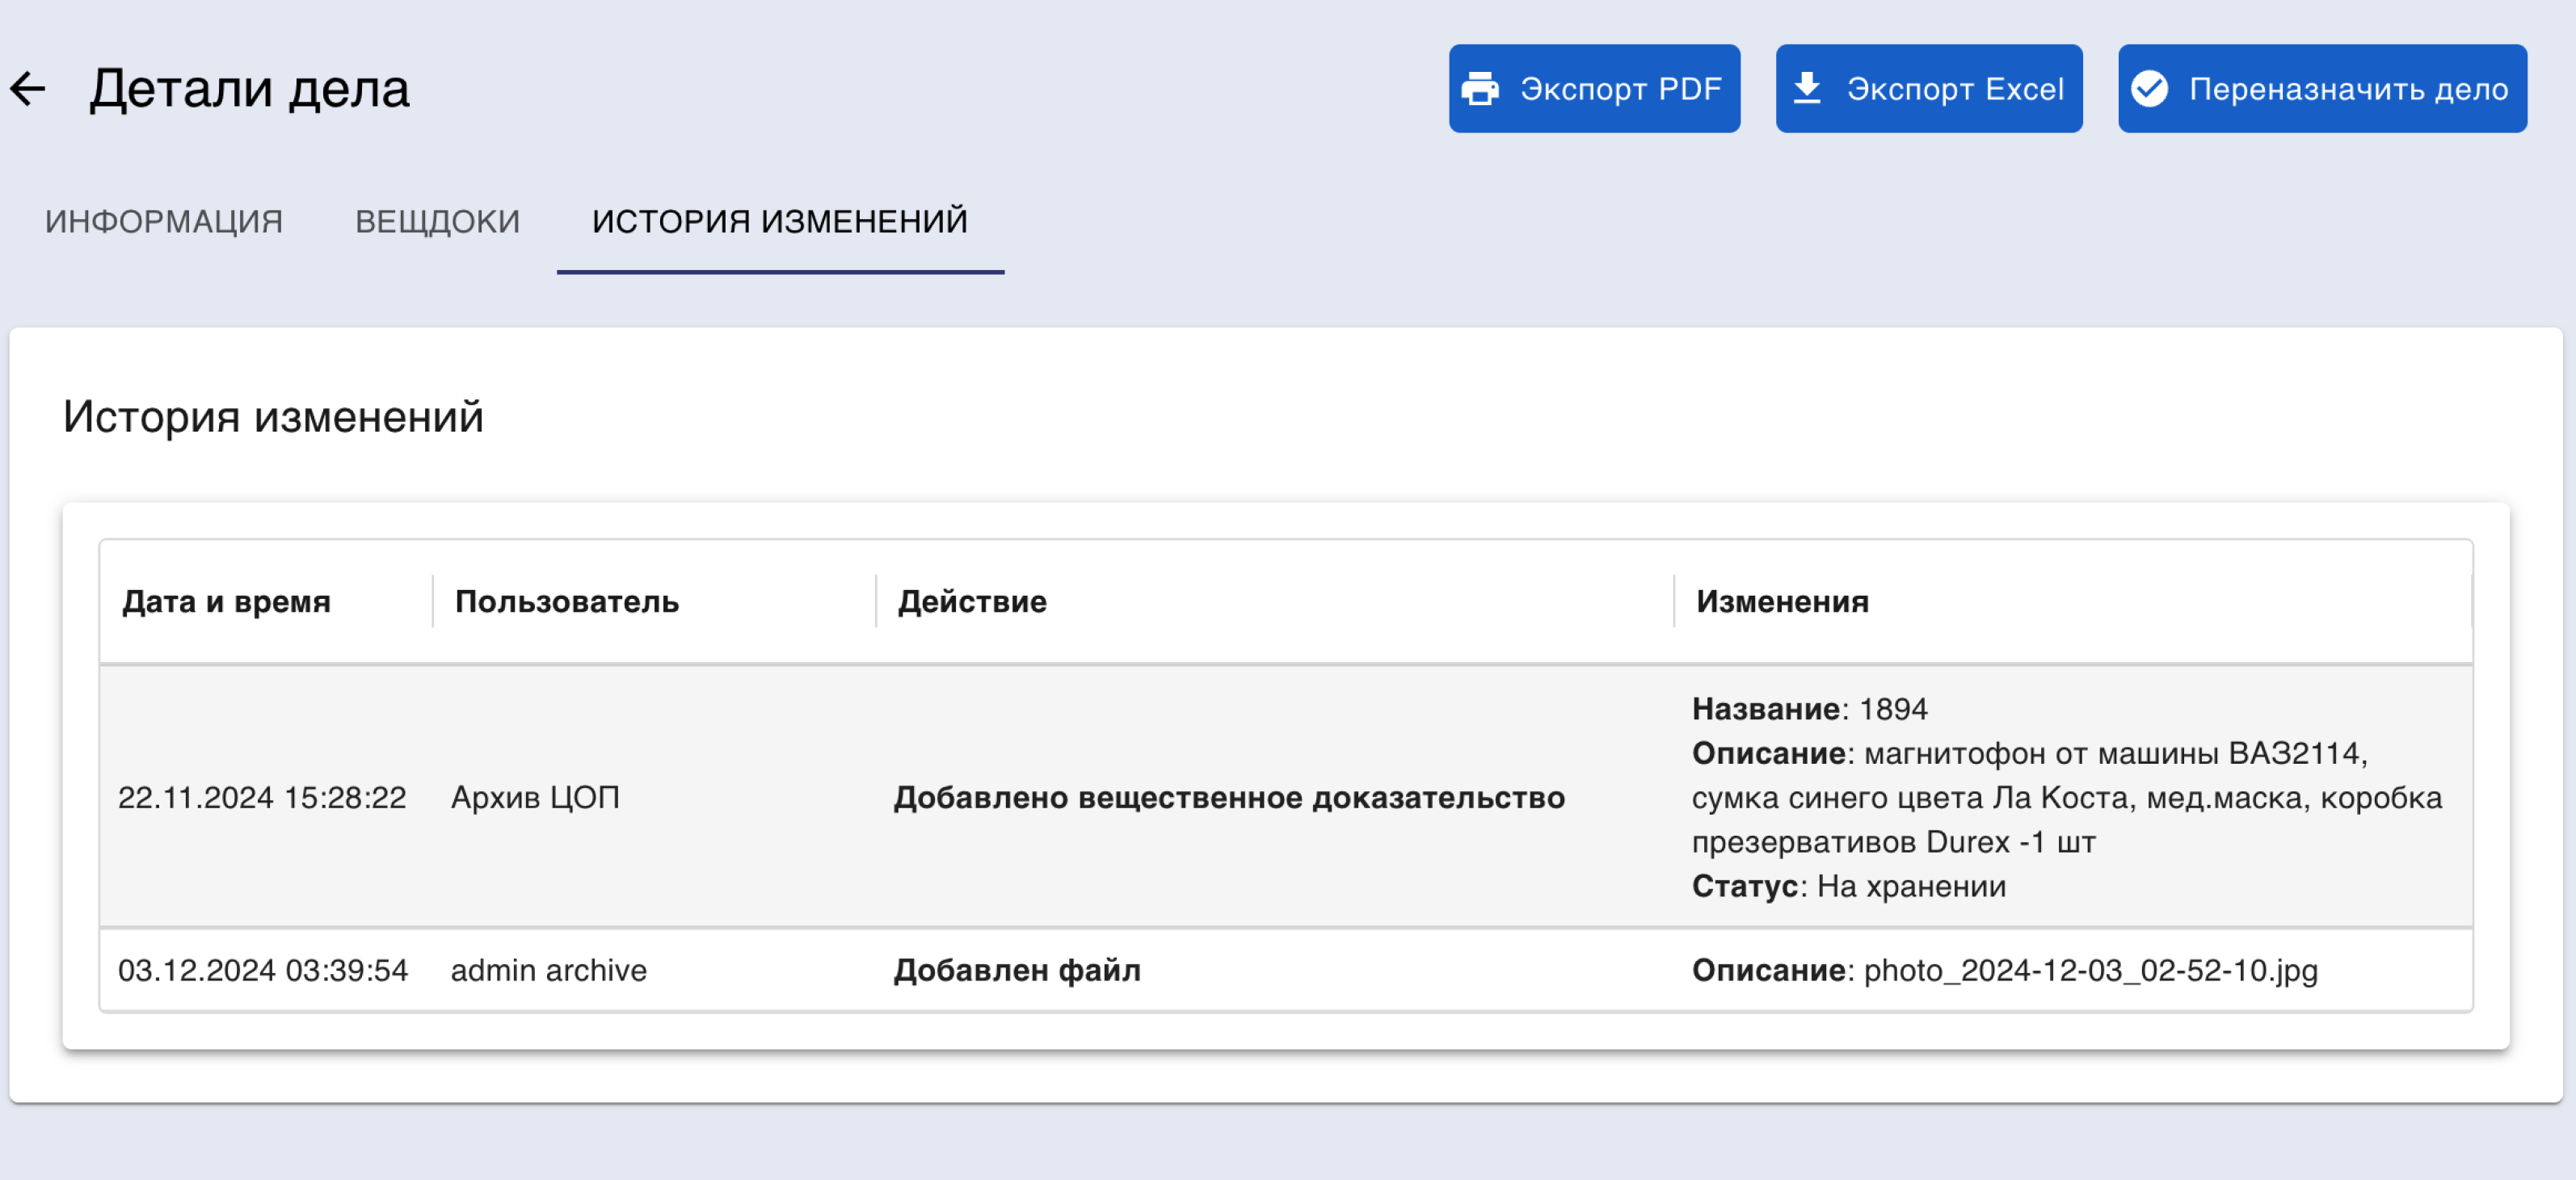 Детали дела
Экспорт PDF
Экспорт Excel
Переназначить дело
ИНФОРМАЦИЯ
ВЕЩДОКИ
ИСТОРИЯ ИЗМЕНЕНИЙ
История изменений
Дата и время
Пользователь
Действие
Изменения
22.11.2024 15:28:22
Архив ЦОП
Добавлено вещественное доказательство
Название: 1894
Описание: магнитофон от машины ВАЗ2114,
сумка синего цвета Ла Коста, мед.маска, коробка
презервативов Durex -1 шт
Статус: На хранении
03.12.2024 03:39:54
admin archive
Добавлен файл
Описание: photo_2024-12-03_02-52-10.jpg